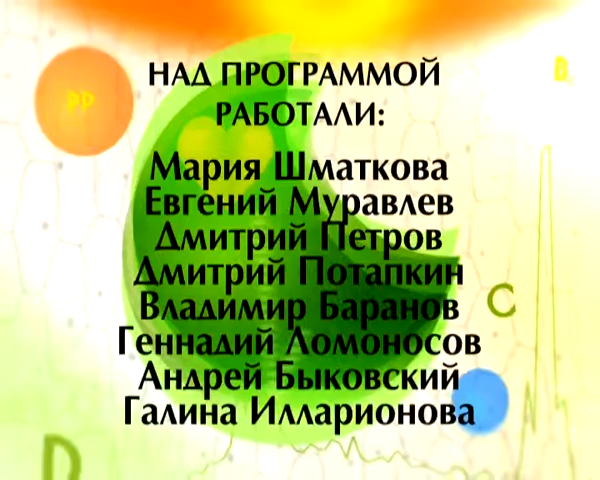 НАД ПРОГРАММОЙ
РАБОТАЛИ:
PP
B
Мария Шматкова
Евгений Муравлев
Дмитрий Петров
Дмитрий Потапкин
Владимир Баранов
C
Геннадий Ломоносов
Андрей Быковский
Галина Илларионова
D